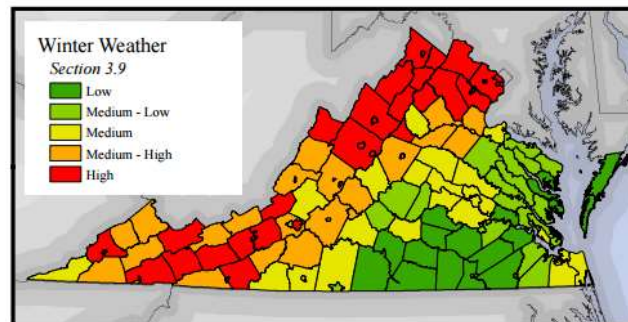 Winter Weather
Section 3.9
Low
Medium - Low
Medium
Medium - High
High